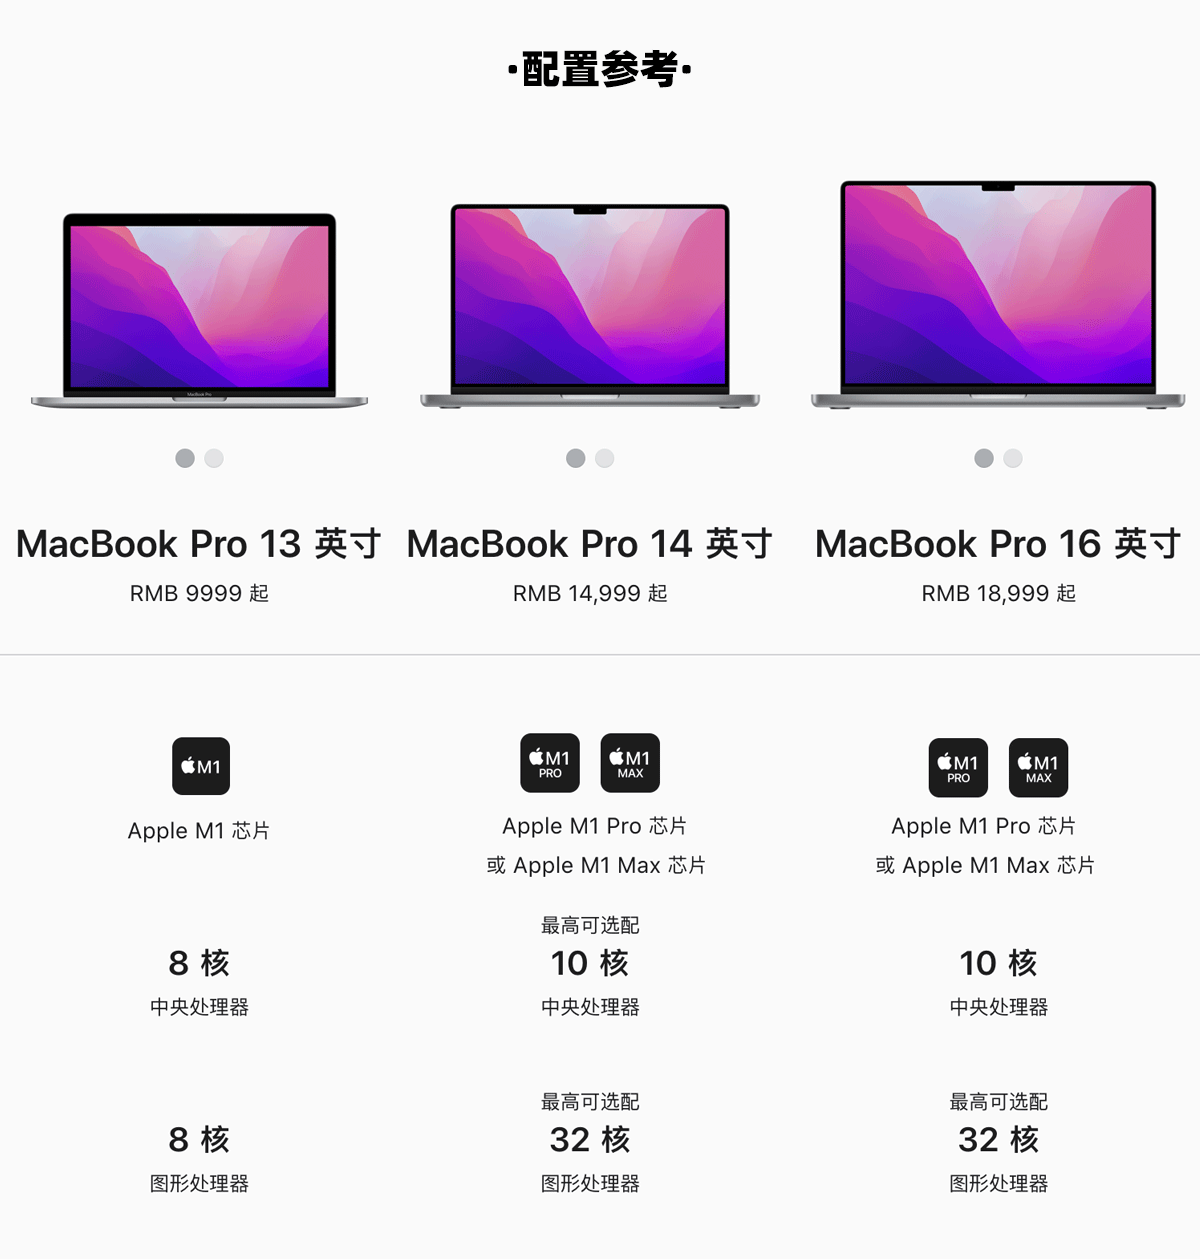 ·配置参考·
MacBook Pro
MacBook Pro 13 英寸
RMB 9999 起
MacBook Pro 14 英寸
RMB 14,999 起
MacBook Pro 16 英寸
RMB 18,999 起
M1
Apple M1 芯片
8 核
中央处理器
8 核
图形处理器
M1
PRO
M1
MAX
Apple M1 Pro 芯片
或 Apple M1 Max 芯片
最高可选配
10 核
中央处理器
最高可选配
32 核
图形处理器
M1
PRO
M1
MAX
Apple M1 Pro 芯片
或 Apple M1 Max 芯片
10 核
中央处理器
最高可选配
32 核
图形处理器